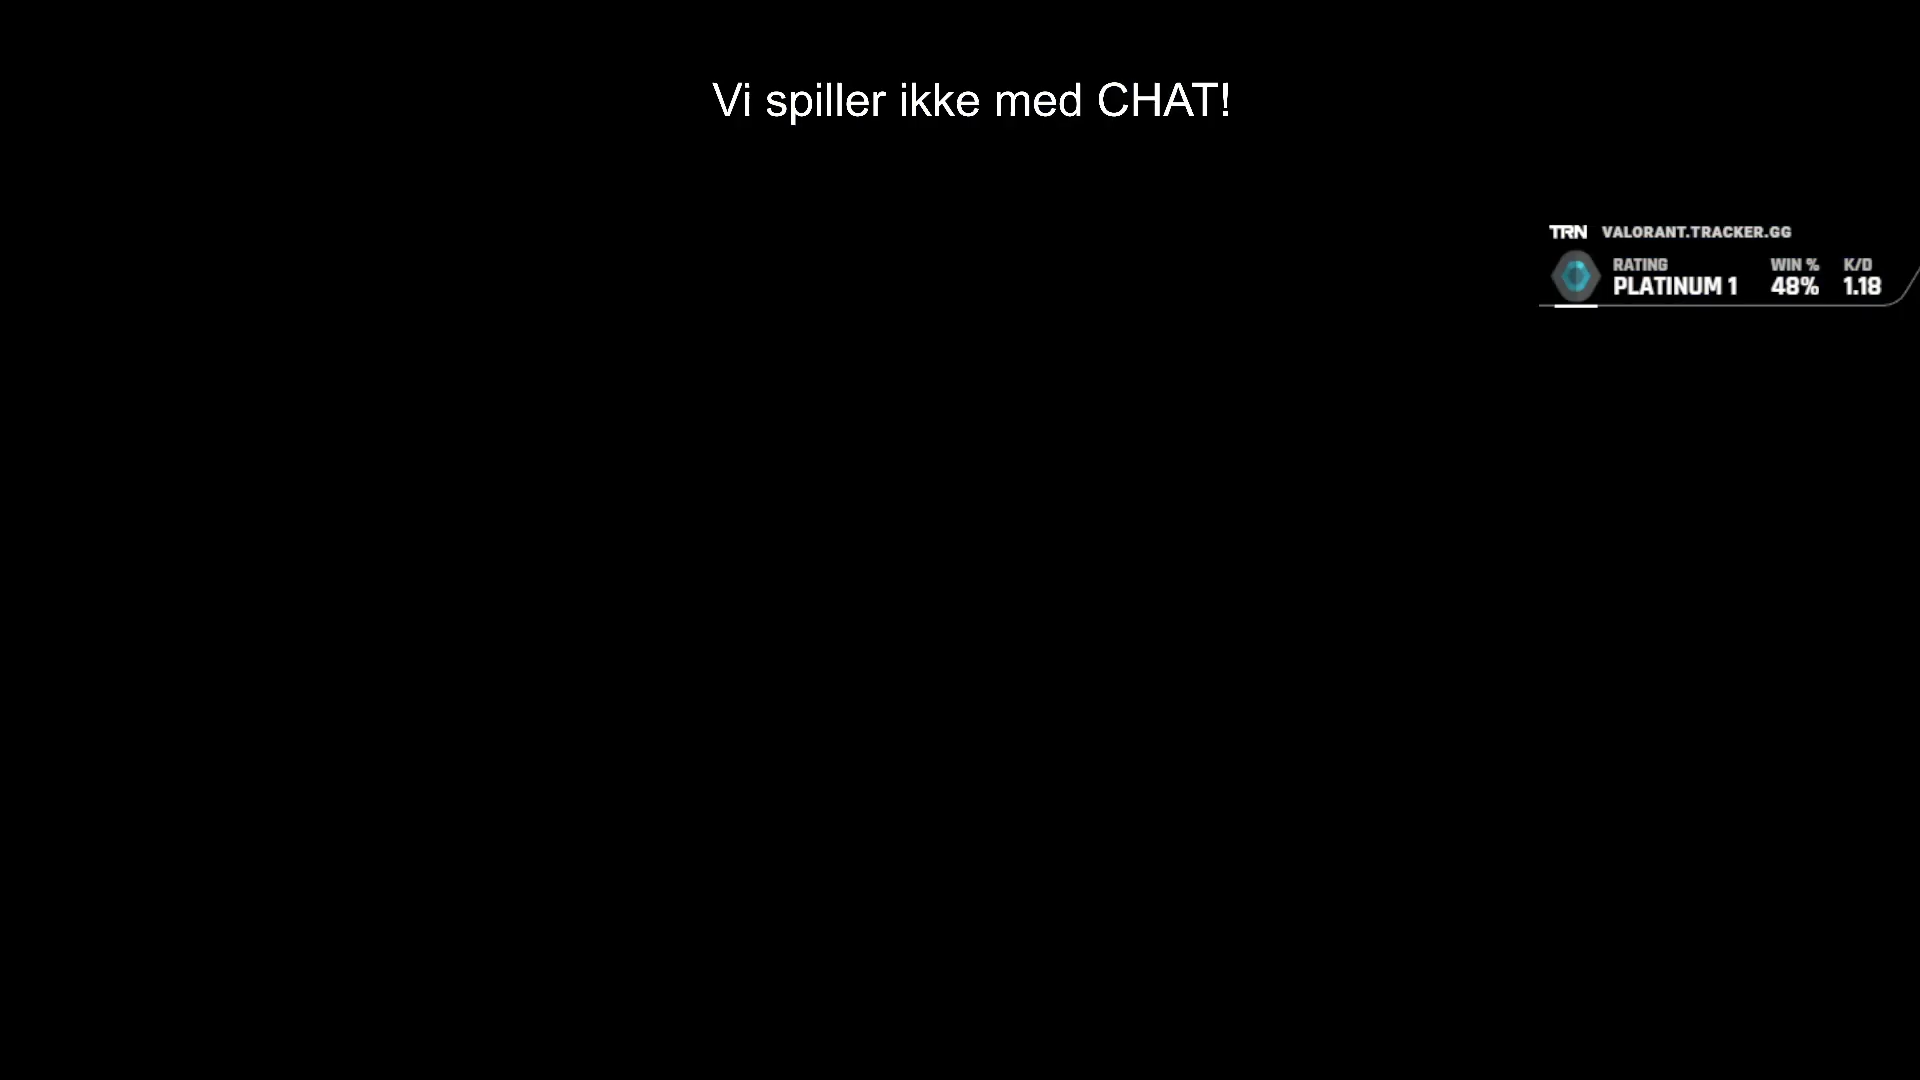 Vi spiller ikke med CHAT!
TRN VALORANT.TRACKER.GG
RATING WIN % K/D
PLATINUM 1 48% 1.18